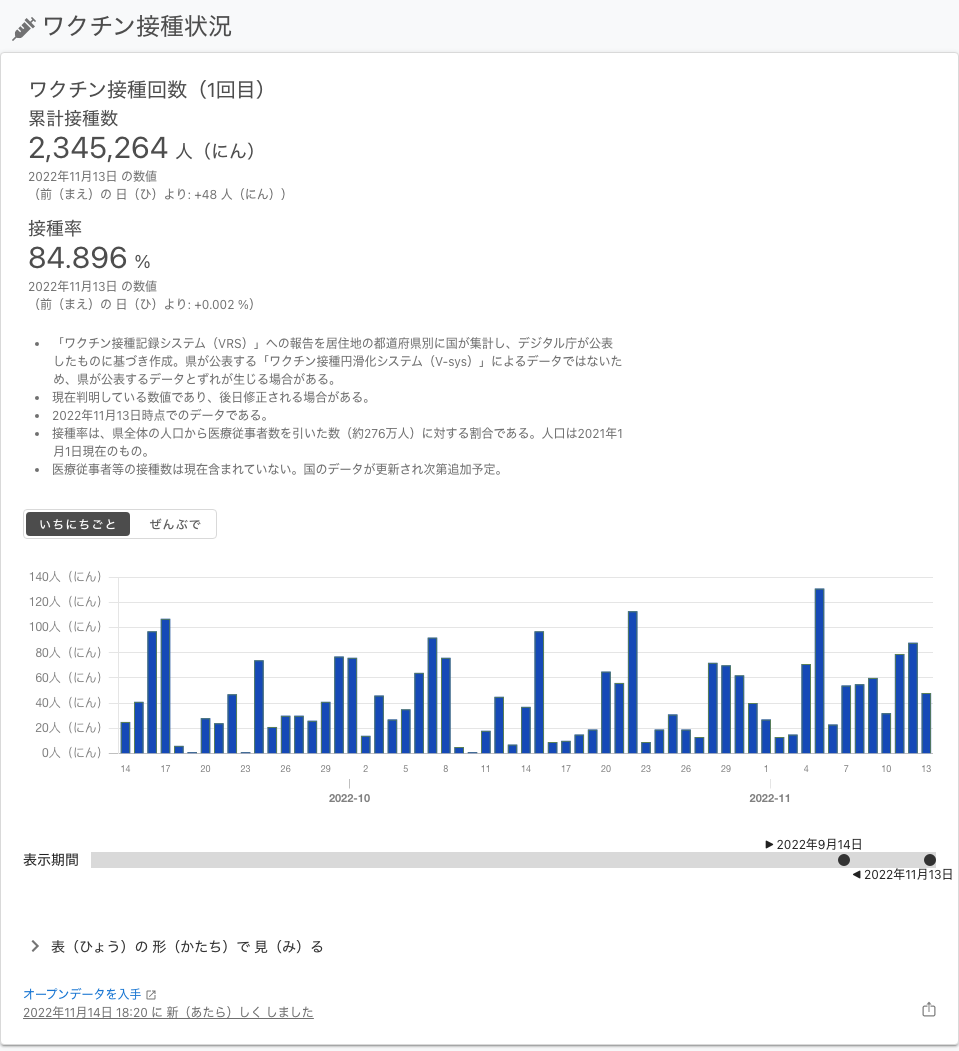 ワクチン接種状況
ワクチン接種回数（1回目）
累計接種数
2,345,264 人（にん）
2022年11月13日 の数値
（前（まえ）の 日（ひ）より: +48 人（にん））
接種率
84.896 %
2022年11月13日 の数値
（前（まえ）の 日（ひ）より: +0.002 %）
• 「ワクチン接種記録システム（VRS）」への報告を居住地の都道府県別に国が集計し、デジタル庁が公表
したものに基づき作成。県が公表する「ワクチン接種円滑化システム（V-sys）」によるデータではないた
め、県が公表するデータとずれが生じる場合がある。
• 現在判明している数値であり、後日修正される場合がある。
• 2022年11月13日時点でのデータである。
• 接種率は、県全体の人口から医療従事者数を引いた数（約276万人）に対する割合である。人口は2021年1
月1日現在のもの。
• 医療従事者等の接種数は現在含まれていない。国のデータが更新され次第追加予定。
いちにちごと ぜんぶで
140人（にん）
120人（にん）
100人（にん）
80人（にん）
60人（にん）
40人（にん）
20人（にん）
0人（にん）
14 17 20 23 26 29 2 5 8 11 14 17 20 23 26 29 1 4 7 10 13
2022-10 2022-11
▶ 2022年9月14日
表示期間
◀ 2022年11月13日
表（ひょう）の 形（かたち）で 見（み）る
オープンデータを入手
2022年11月14日 18:20 に 新（あたら）しく しました